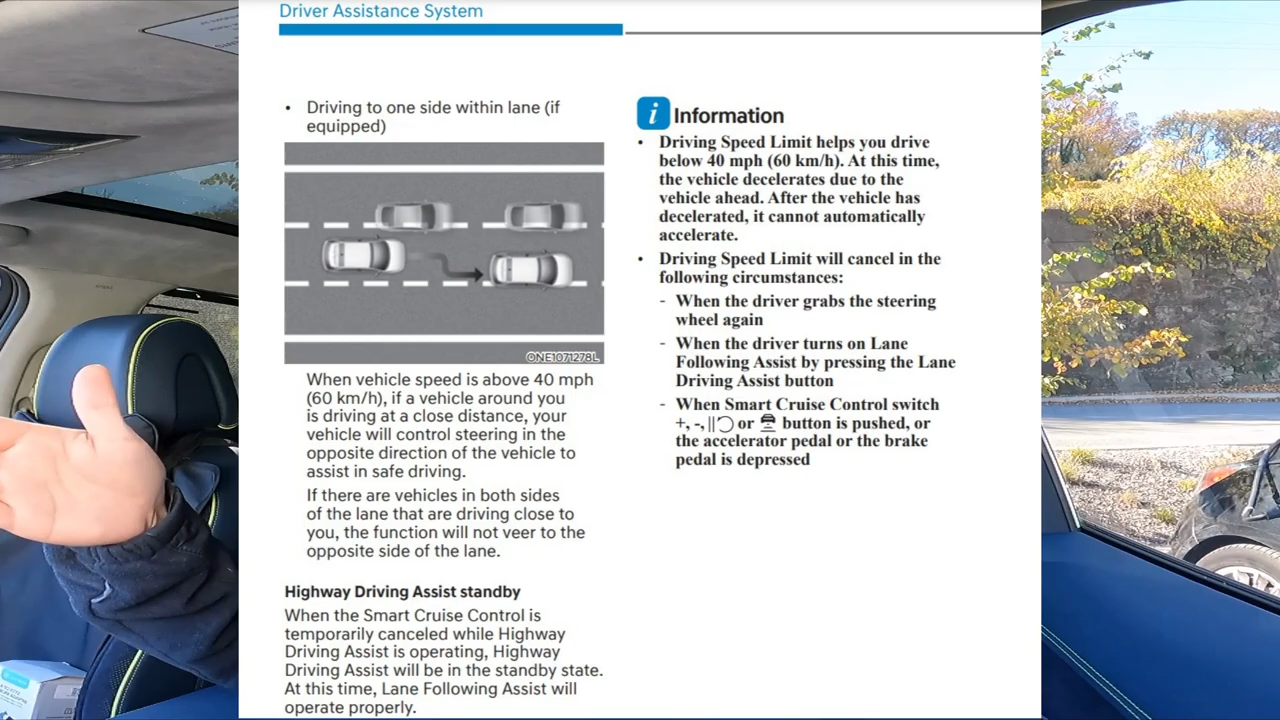 Driver Assistance System
• Driving to one side within lane (if
equipped)
ONE1071278L
When vehicle speed is above 40 mph
(60 km/h), if a vehicle around you
is driving at a close distance, your
vehicle will control steering in the
opposite direction of the vehicle to
assist in safe driving.
If there are vehicles in both sides
of the lane that are driving close to
you, the function will not veer to the
opposite side of the lane.
Highway Driving Assist standby
When the Smart Cruise Control is
temporarily canceled while Highway
Driving Assist is operating, Highway
Driving Assist will be in the standby state.
At this time, Lane Following Assist will
operate properly.
i Information
• Driving Speed Limit helps you drive
below 40 mph (60 km/h). At this time,
the vehicle decelerates due to the
vehicle ahead. After the vehicle has
decelerated, it cannot automatically
accelerate.
• Driving Speed Limit will cancel in the
following circumstances:
- When the driver grabs the steering
wheel again
- When the driver turns on Lane
Following Assist by pressing the Lane
Driving Assist button
- When Smart Cruise Control switch
+, -, or button is pushed, or
the accelerator pedal or the brake
pedal is depressed